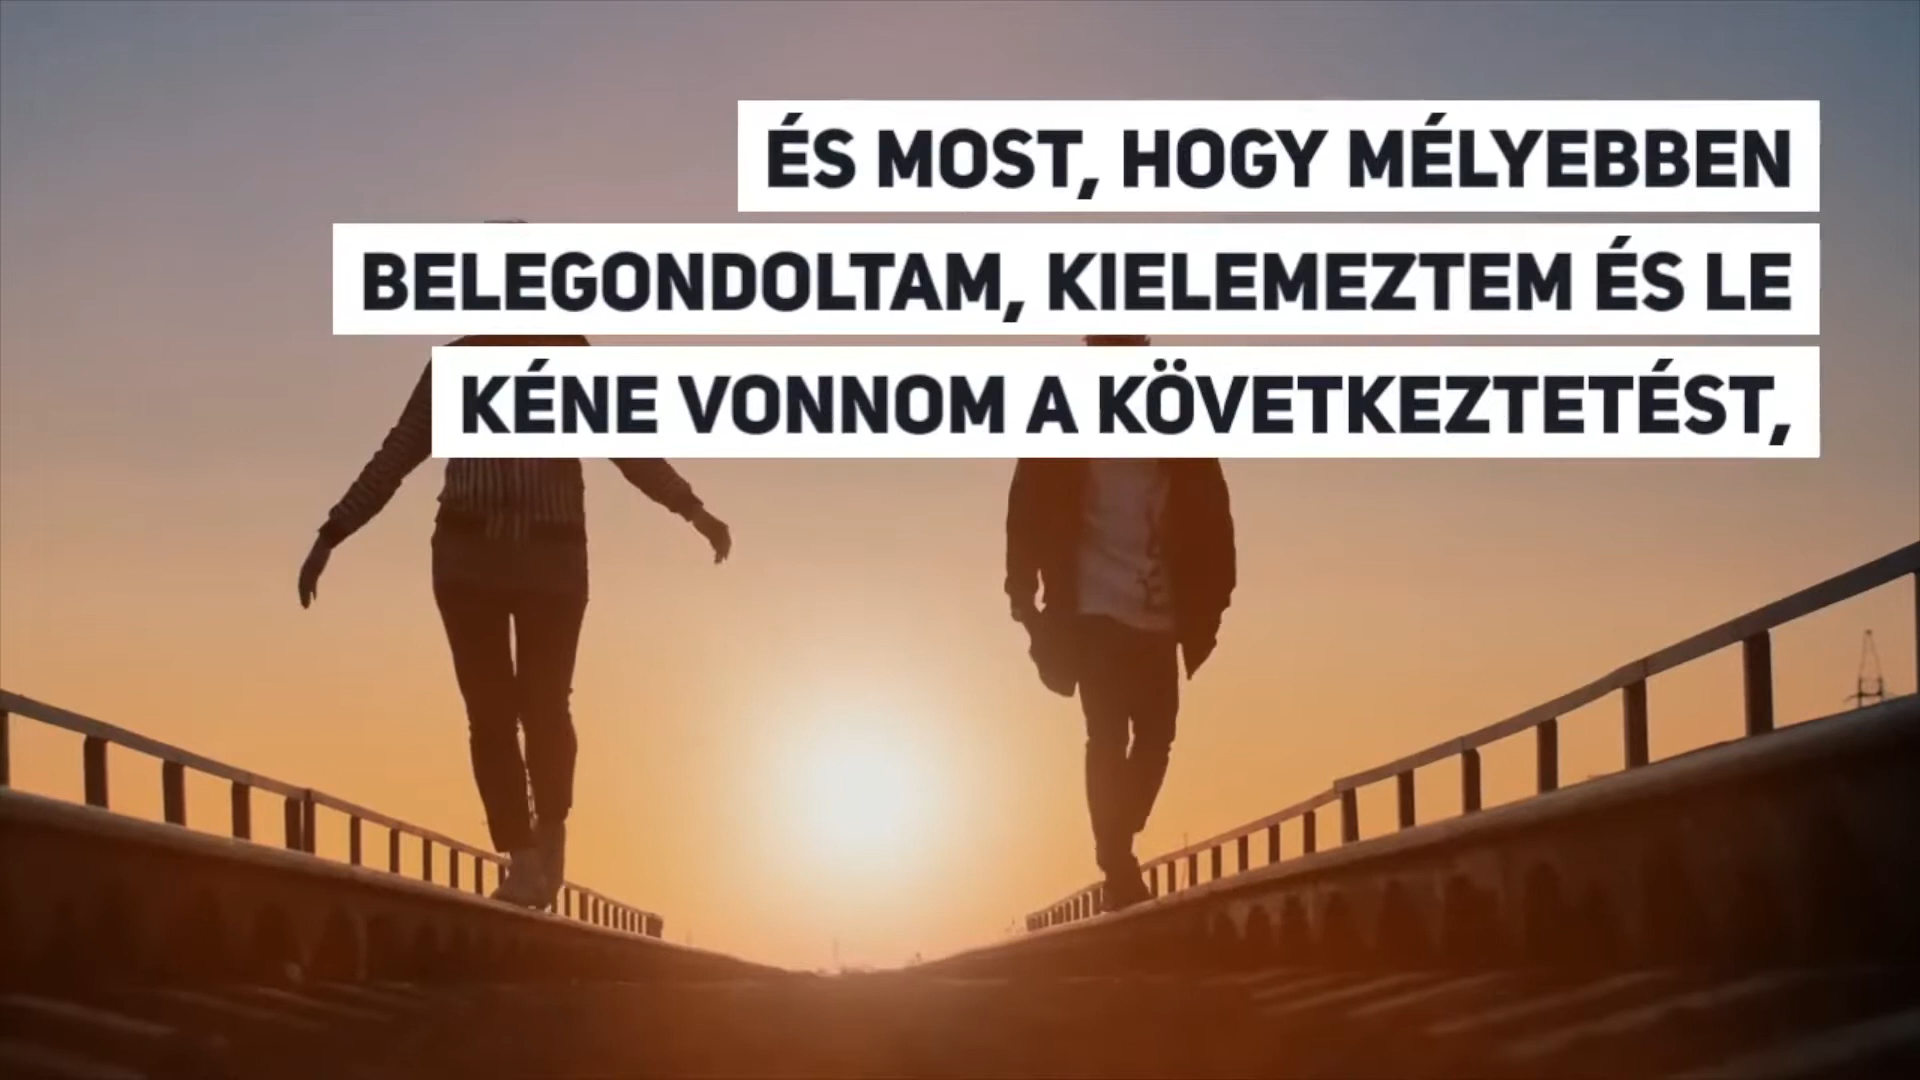 ÉS MOST, HOGY MÉLYEBBEN
BELEGONDOLTAM, KIELEMEZTEM ÉS LE
KÉNE VONNOM A KÖVETKEZTETÉST,